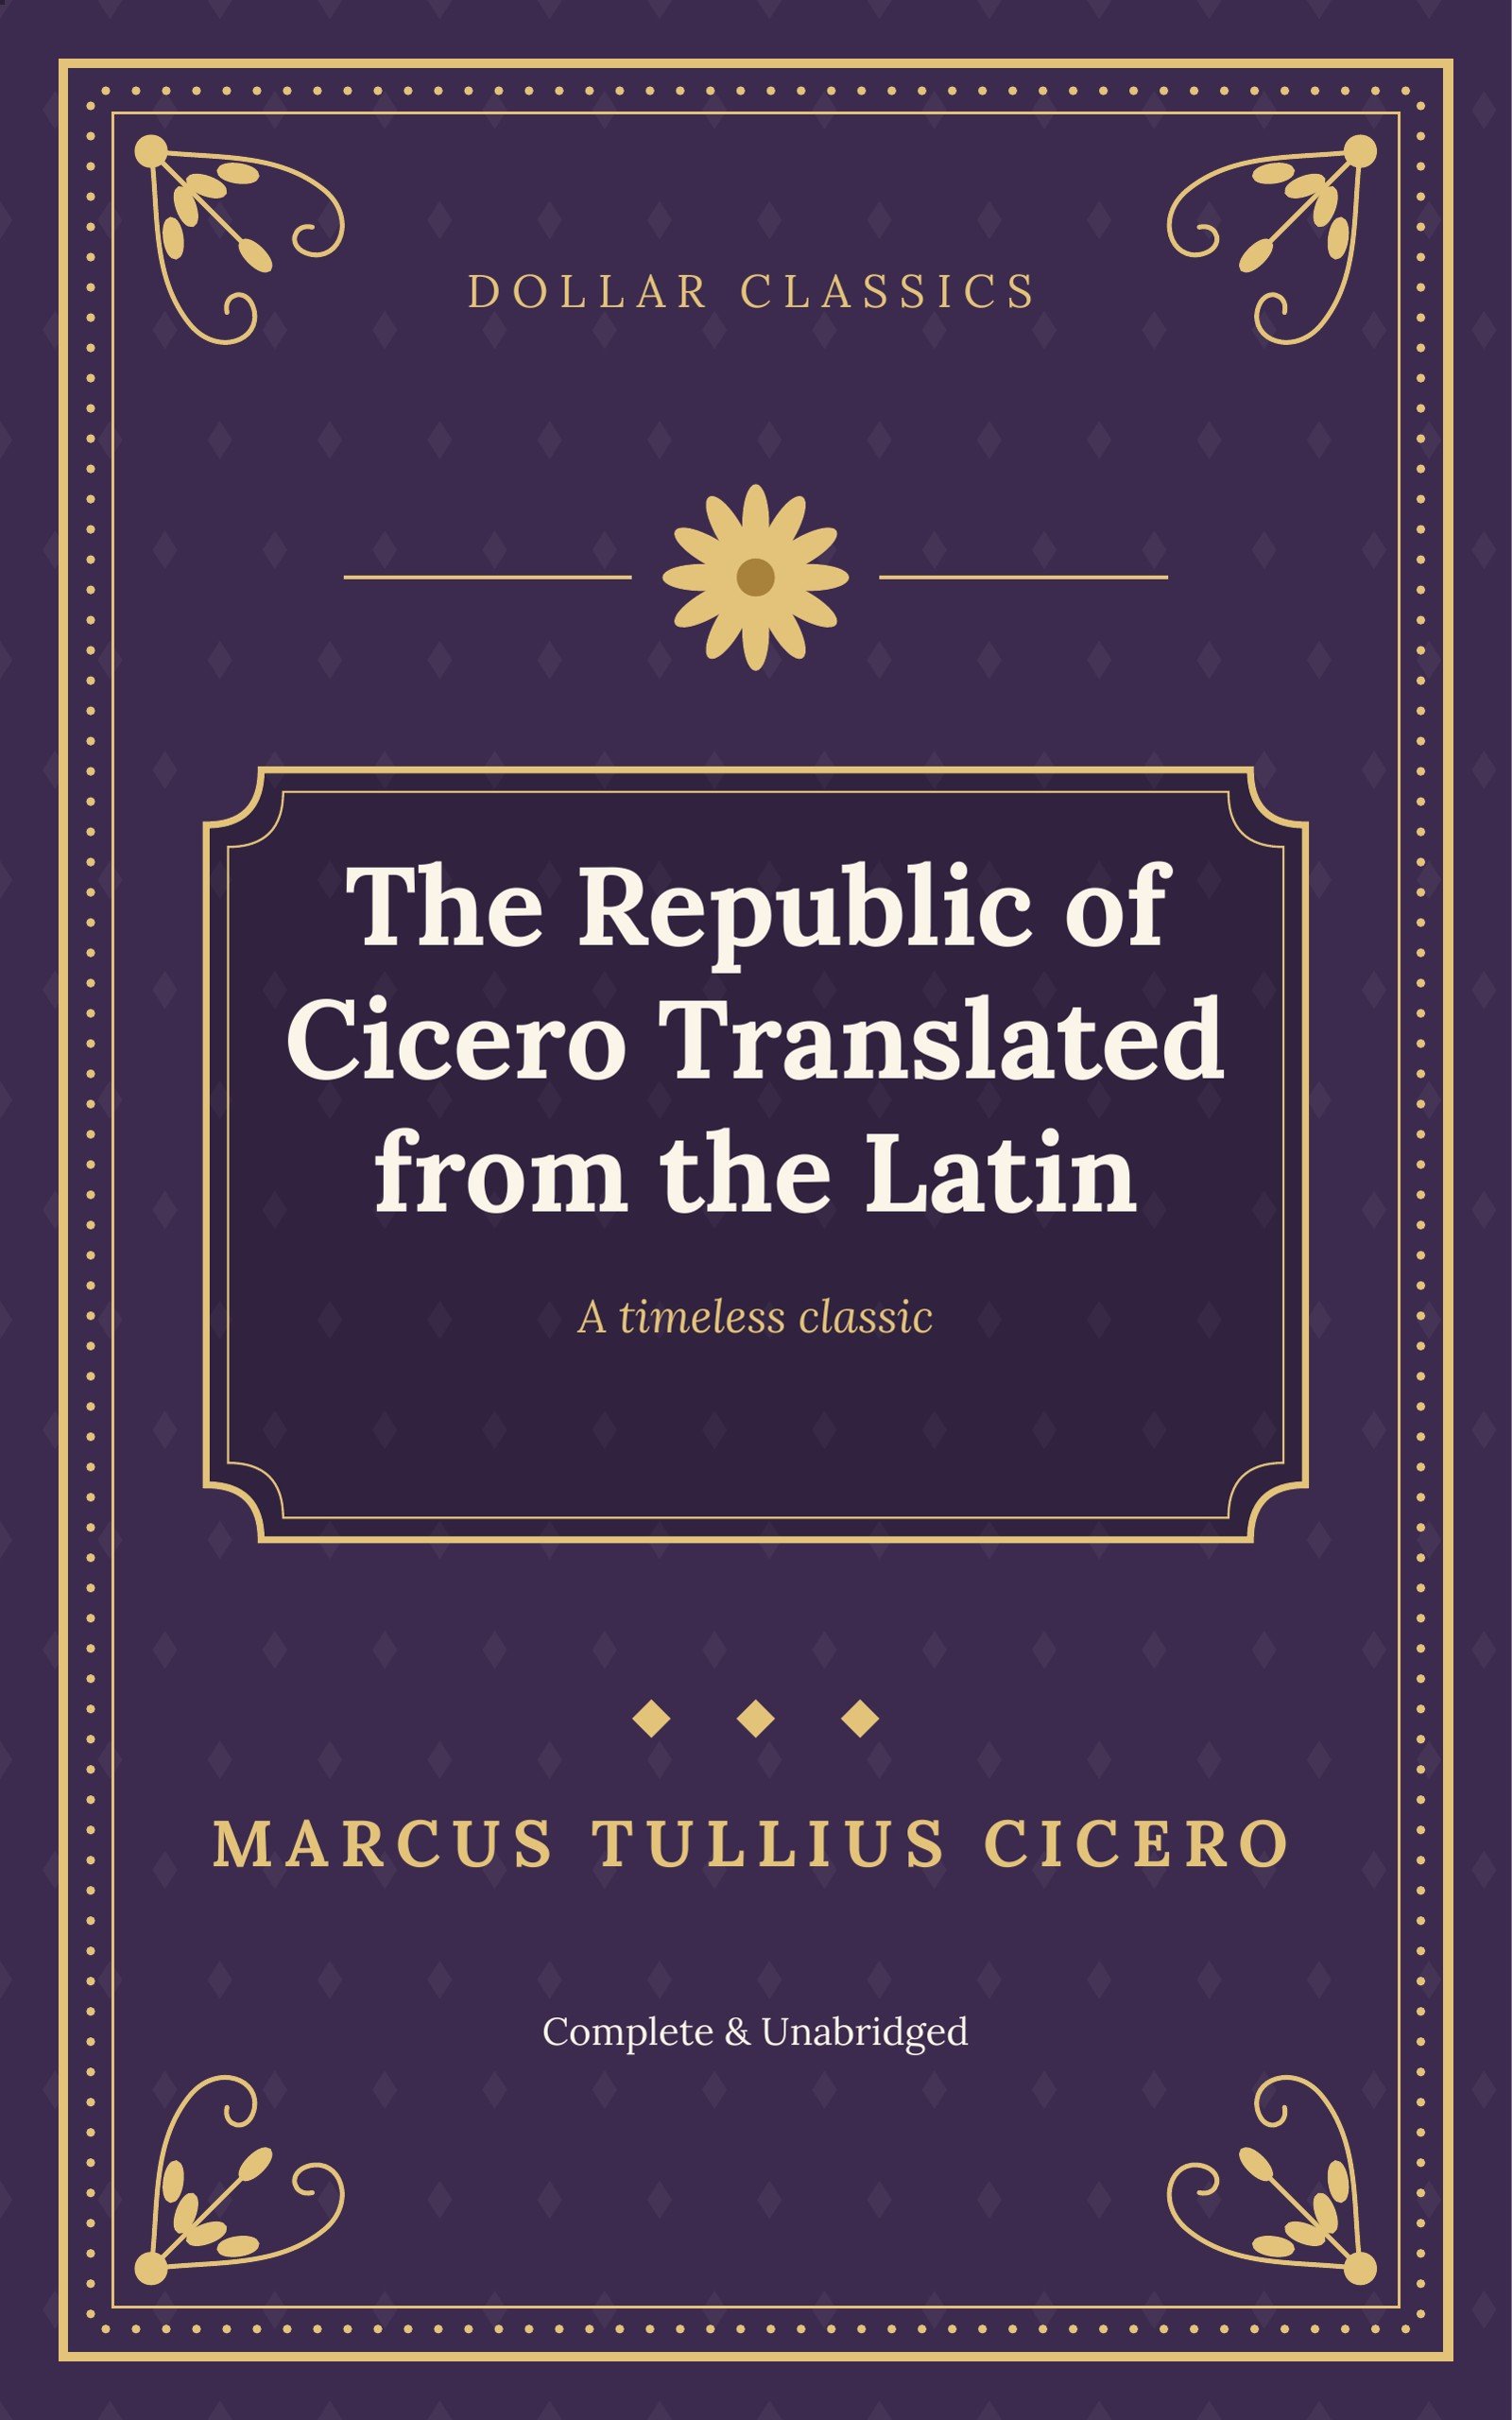 DOLLAR CLASSICS
The Republic of
Cicero Translated
from the Latin
A timeless classic
MARCUS TULLIUS CICERO
Complete & Unabridged